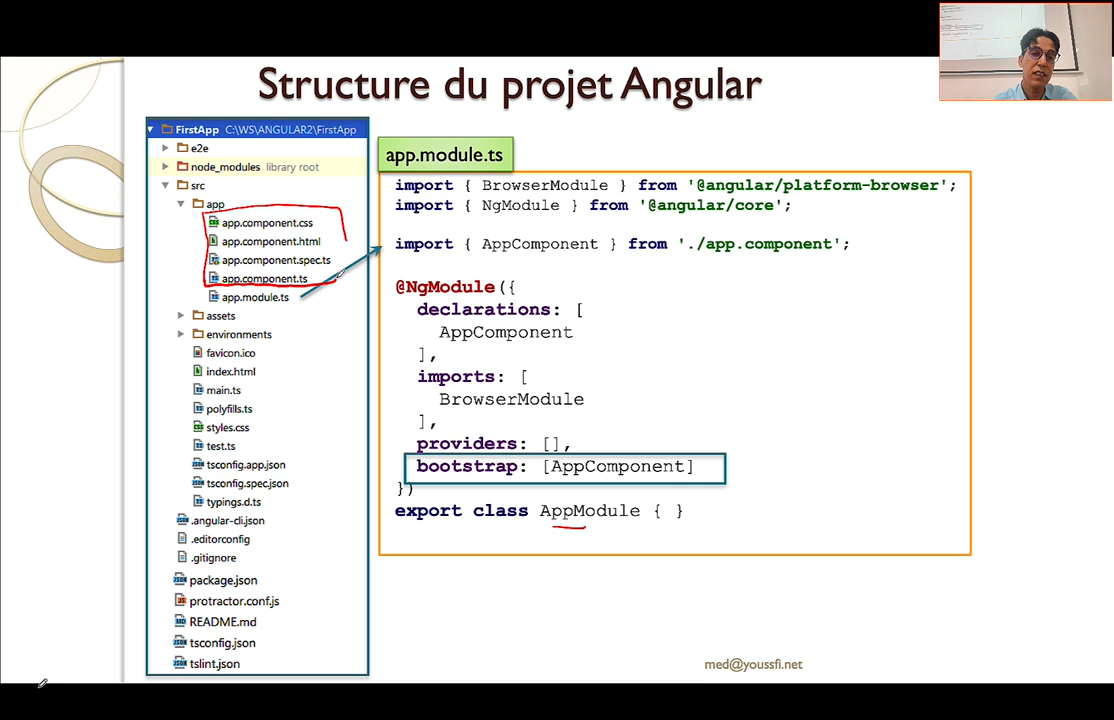 Structure du projet Angular
FirstApp C:\WS\ANGULAR2\FirstApp
e2e
node_modules library root
src
app
app.component.css
app.component.html
app.component.spec.ts
app.component.ts
app.module.ts
assets
environments
favicon.ico
index.html
main.ts
polyfills.ts
styles.css
test.ts
tsconfig.app.json
tsconfig.spec.json
typings.d.ts
.angular-cli.json
.editorconfig
.gitignore
package.json
protractor.conf.js
README.md
tsconfig.json
tslint.json
app.module.ts
import { BrowserModule } from '@angular/platform-browser';
import { NgModule } from '@angular/core';
import { AppComponent } from './app.component';
@NgModule({
declarations: [
AppComponent
],
imports: [
BrowserModule
],
providers: [],
bootstrap: [AppComponent]
})
export class AppModule { }
med@youssfi.net